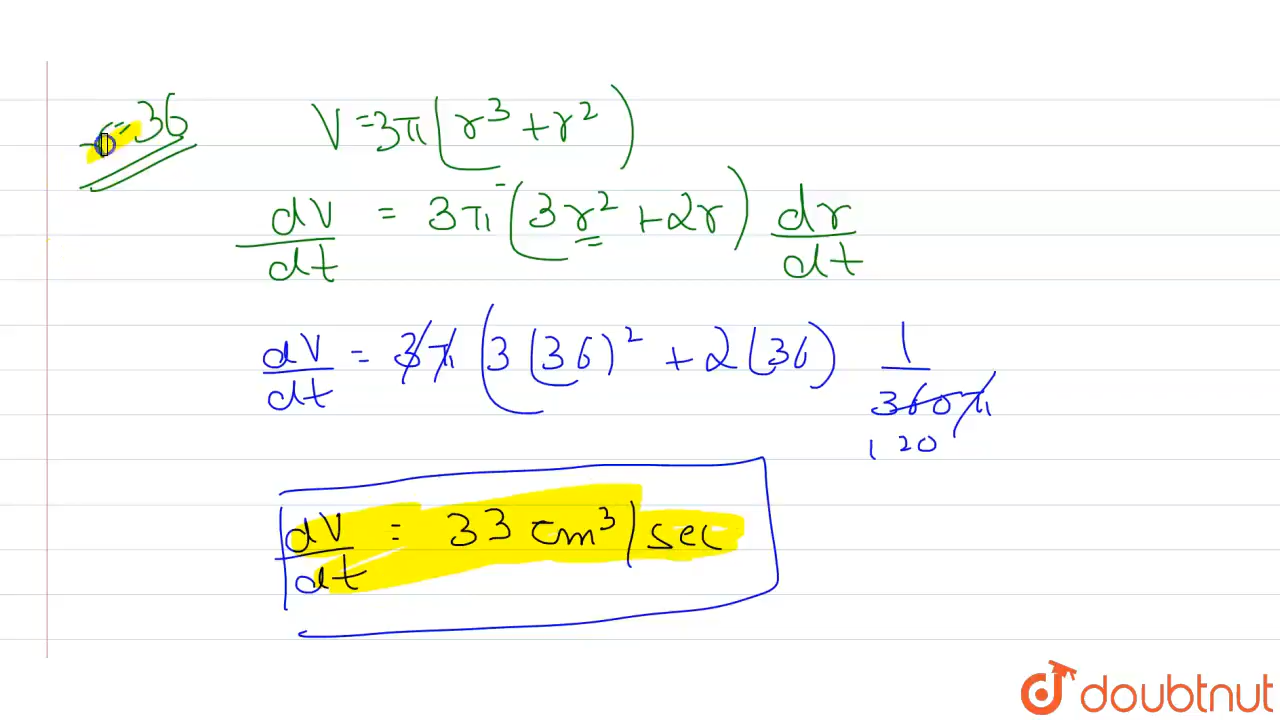 r=36
V=3π(r³+r²)
dV/dt = 3π(3r²+2r) dr/dt
dV/dt = 3π(3(36)²+2(36)) 1/360π
120
dV/dt = 33 cm³/sec
doubtnut